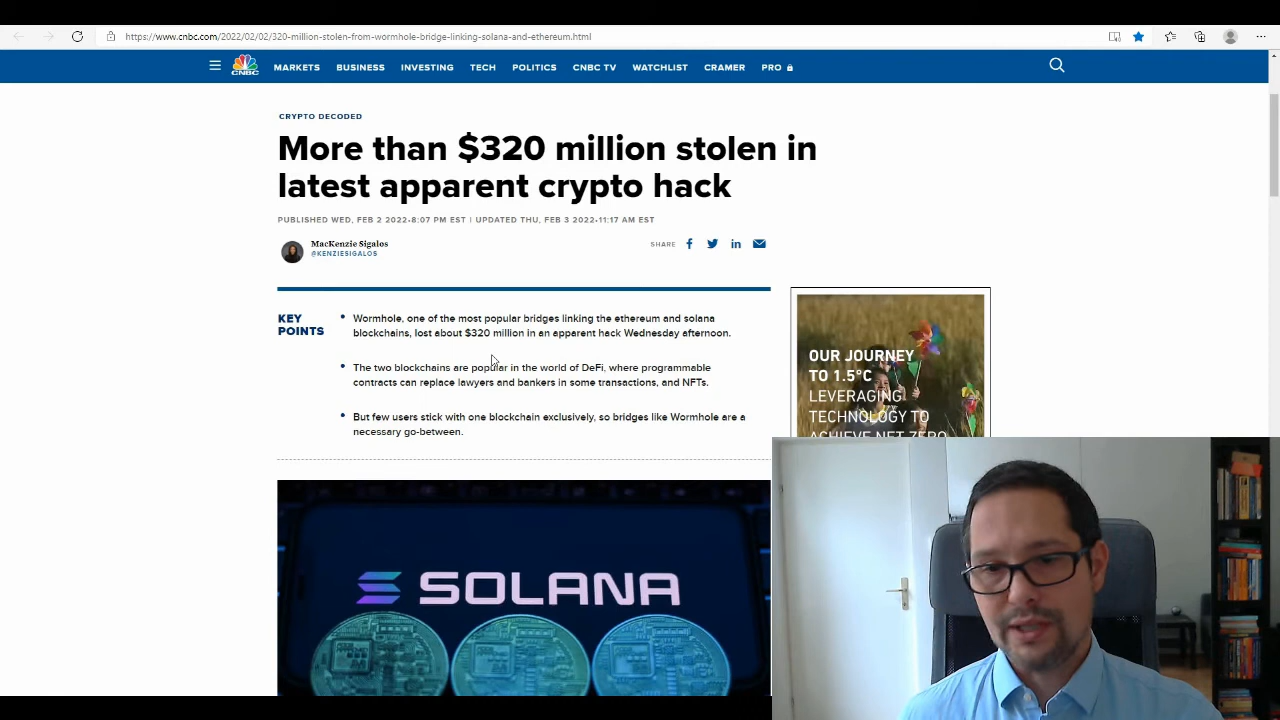 https://www.cnbc.com/2022/02/02/320-million-stolen-from-wormhole-bridge-linking-solana-and-ethereum.html
CNBC
MARKETS BUSINESS INVESTING TECH POLITICS CNBC TV WATCHLIST CRAMER PRO
CRYPTO DECODED
More than $320 million stolen in
latest apparent crypto hack
PUBLISHED WED, FEB 2 2022•8:07 PM EST | UPDATED THU, FEB 3 2022•11:17 AM EST
MacKenzie Sigalos
@KENZIESIGALOS
SHARE
KEY
POINTS
• Wormhole, one of the most popular bridges linking the ethereum and solana
blockchains, lost about $320 million in an apparent hack Wednesday afternoon.
• The two blockchains are popular in the world of DeFi, where programmable
contracts can replace lawyers and bankers in some transactions, and NFTs.
• But few users stick with one blockchain exclusively, so bridges like Wormhole are a
necessary go-between.
OUR JOURNEY
TO 1.5°C
LEVERAGING
TECHNOLOGY TO
ACHIEVE NET ZERO
SOLANA